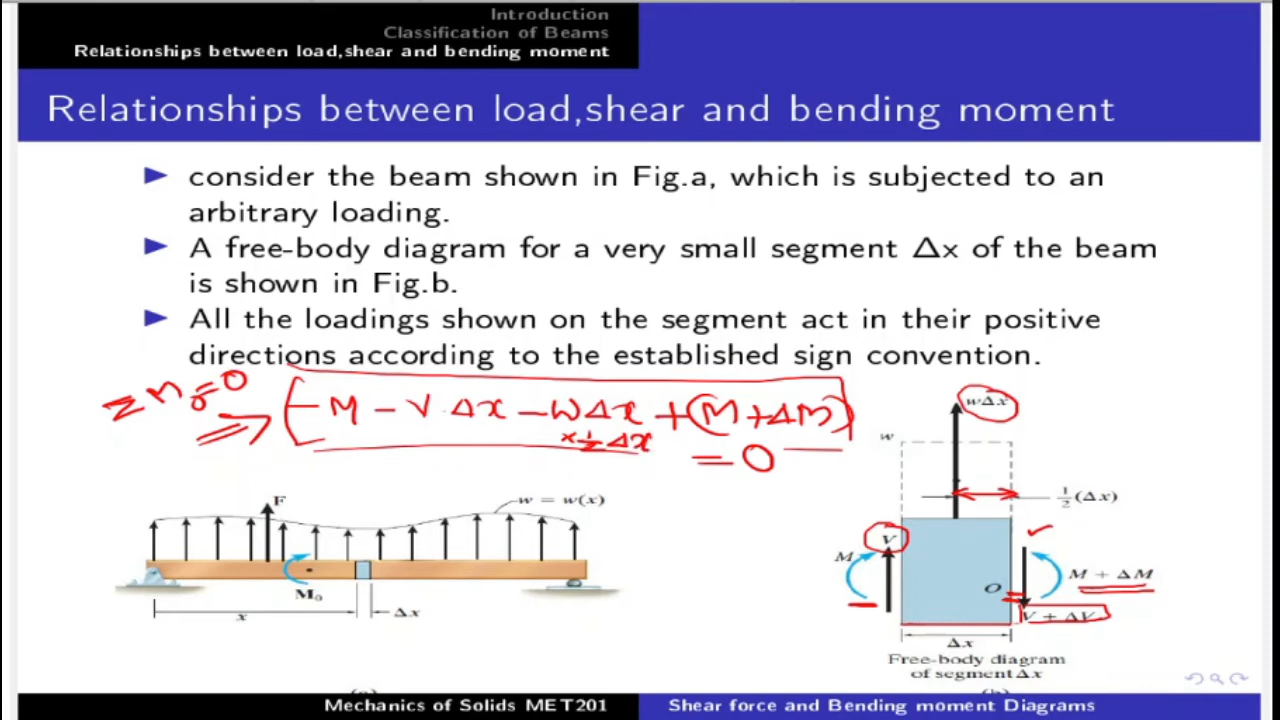 Introduction
Classification of Beams
Relationships between load,shear and bending moment
Relationships between load,shear and bending moment
consider the beam shown in Fig.a, which is subjected to an
arbitrary loading.
A free-body diagram for a very small segment Δx of the beam
is shown in Fig.b.
All the loadings shown on the segment act in their positive
directions according to the established sign convention.
Σ M₀ = 0
⇒ - M - V · Δx - W Δx + (M + ΔM)
× 1/2 Δx
= 0
F
w = w(x)
M₀
x
Δx
wΔx
w
1/2 (Δx)
V
M
M + ΔM
O
V + ΔV
Δx
Free-body diagram
of segment Δx
Mechanics of Solids MET201
Shear force and Bending moment Diagrams